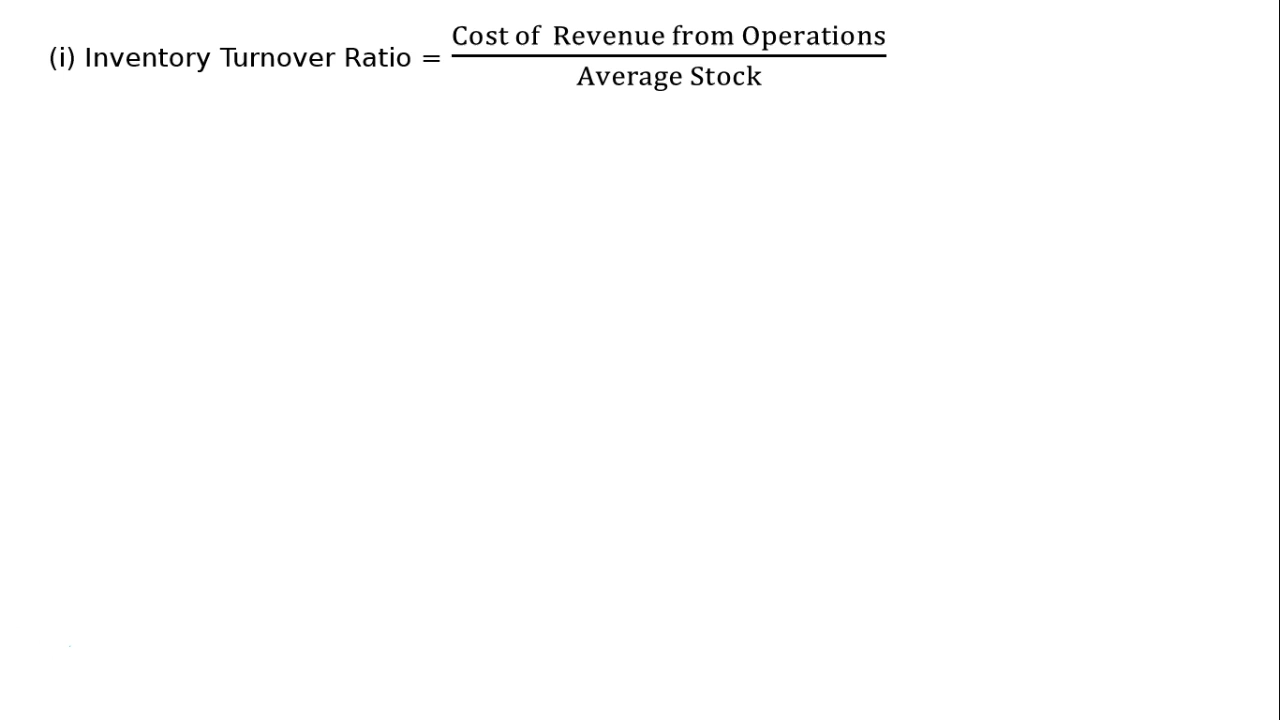 (i) Inventory Turnover Ratio = Cost of Revenue from Operations
Average Stock